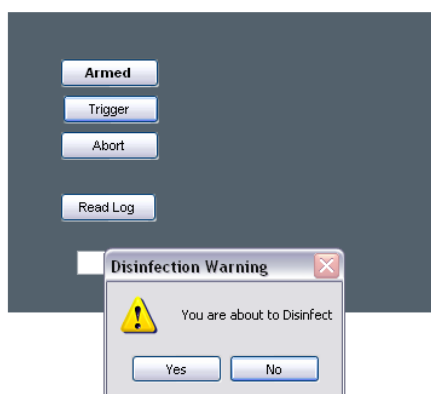 Armed
Trigger
Abort
Read Log
Disinfection Warning
You are about to Disinfect
Yes
No